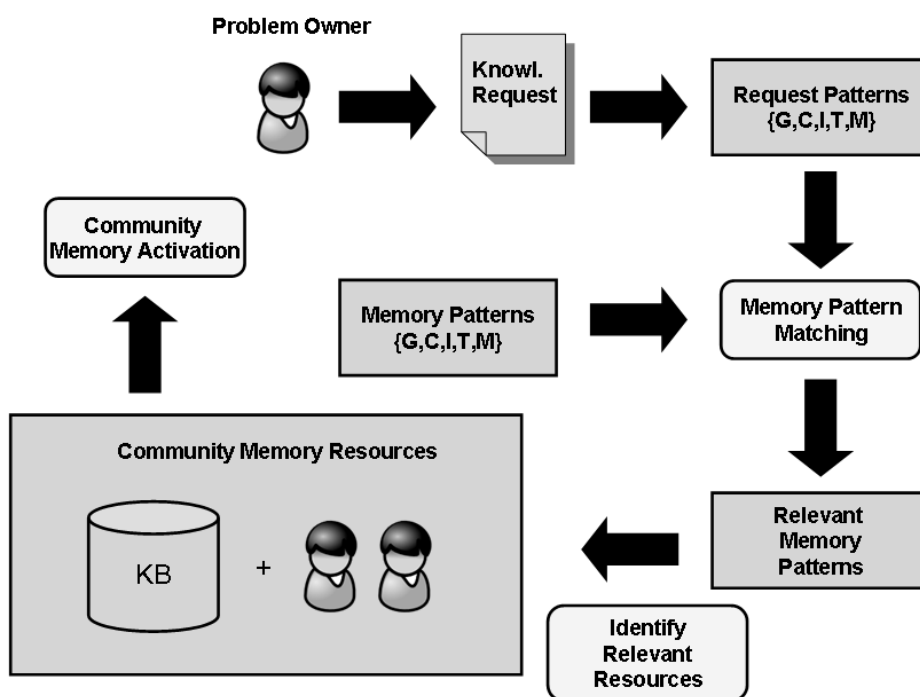 Problem Owner
Knowl.
Request
Request Patterns
{G,C,I,T,M}
Community
Memory Activation
Memory Patterns
{G,C,I,T,M}
Memory Pattern
Matching
Community Memory Resources
KB
+
Relevant
Memory
Patterns
Identify
Relevant
Resources